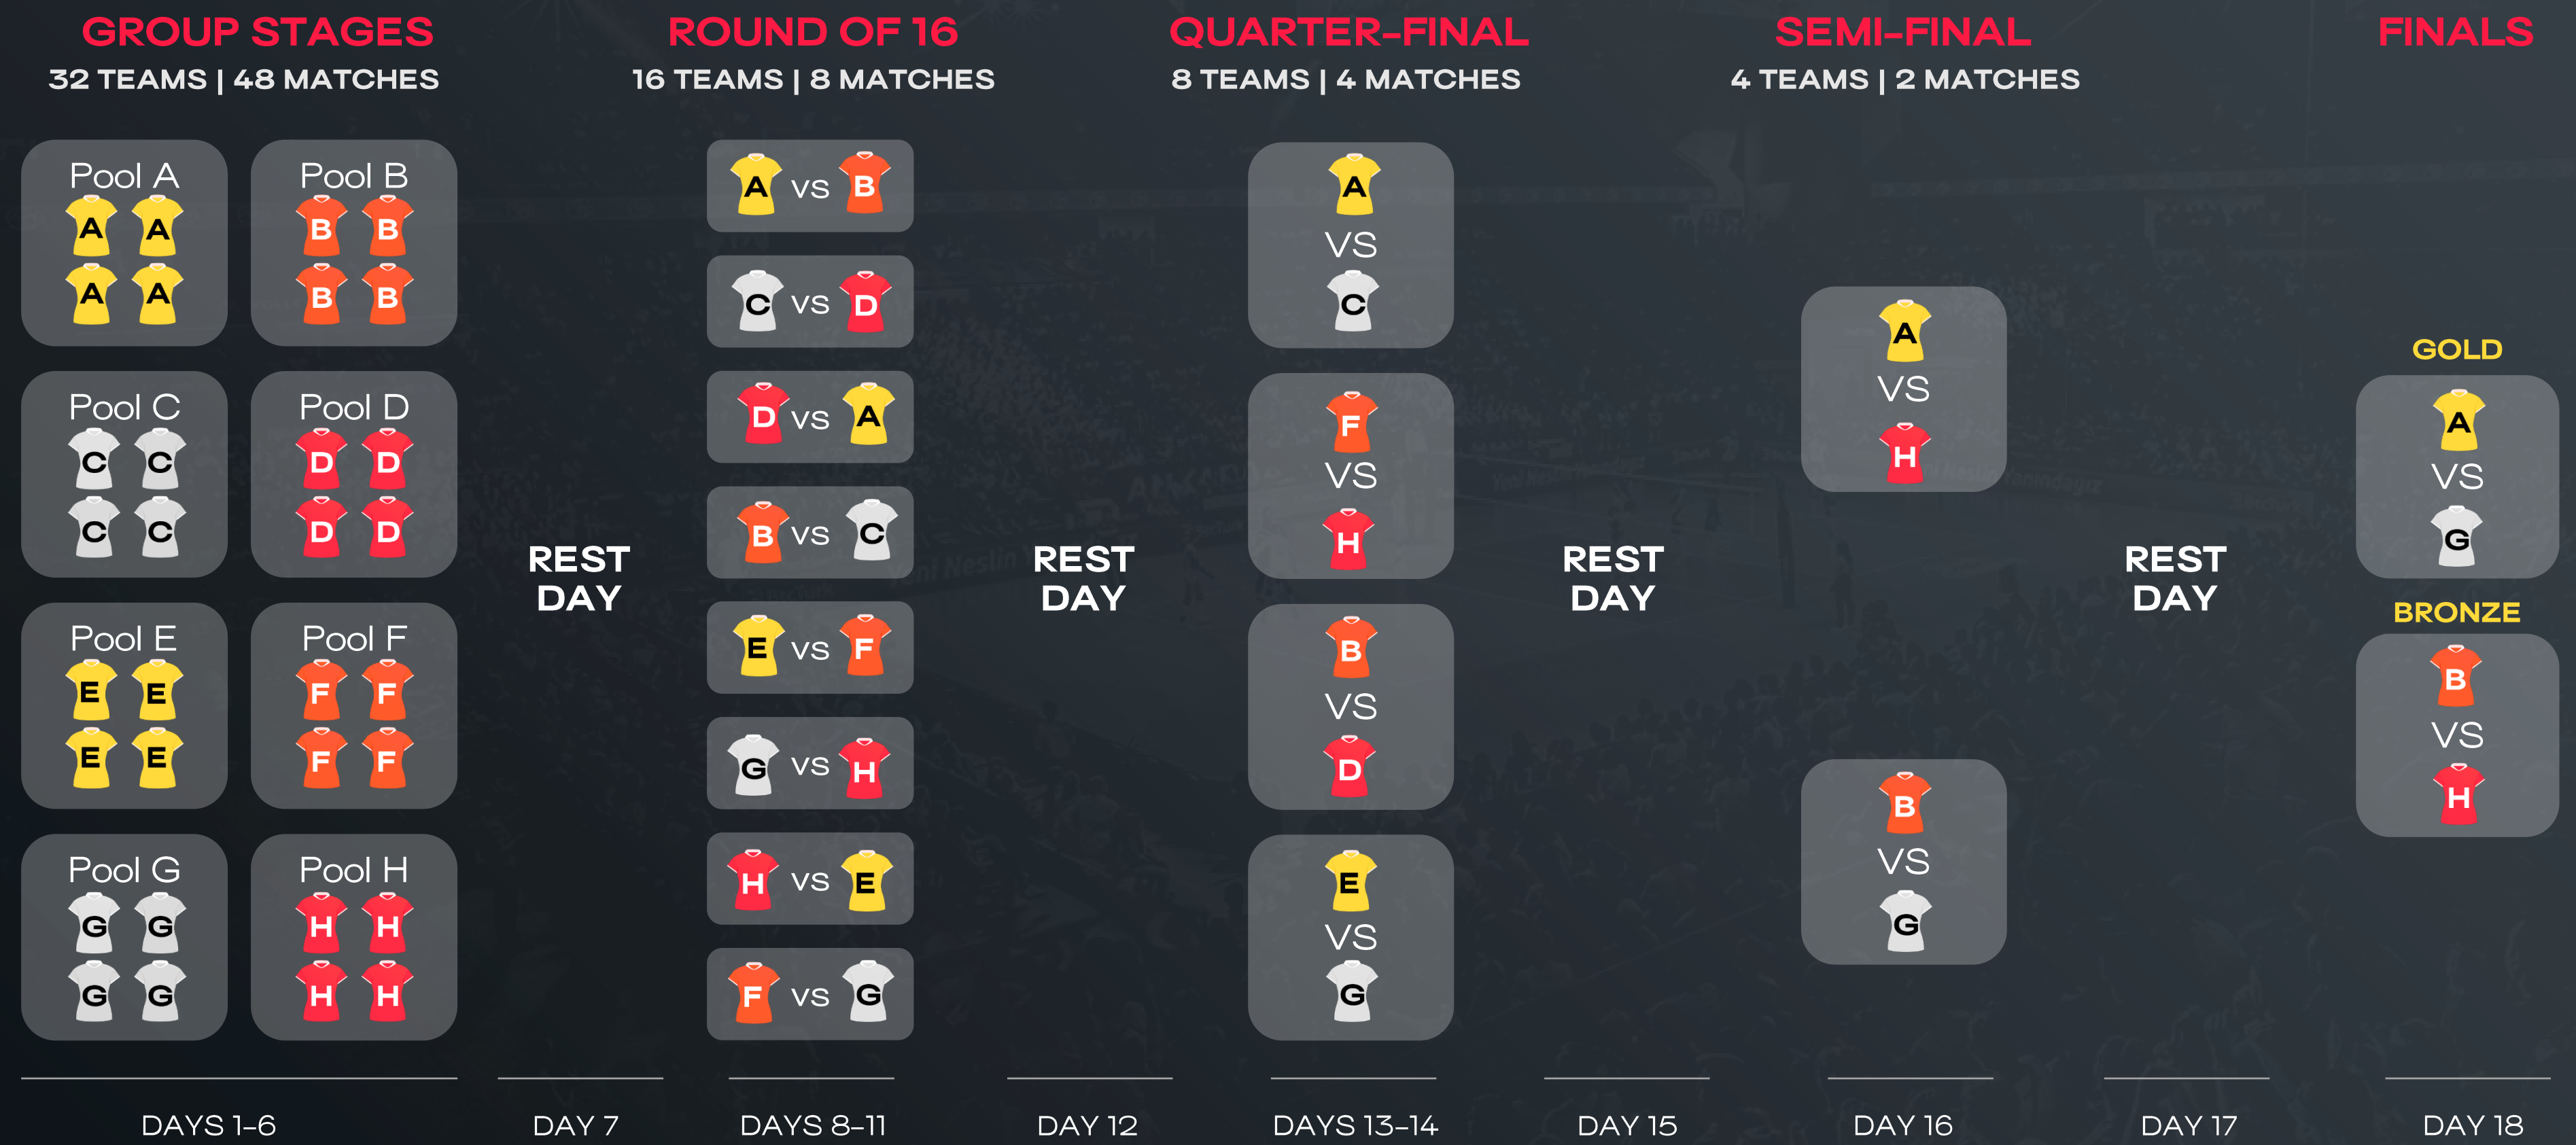 GROUP STAGES
32 TEAMS | 48 MATCHES
Pool A
A A
A A
Pool B
B B
B B
Pool C
C C
C C
Pool D
D D
D D
Pool E
E E
E E
Pool F
F F
F F
Pool G
G G
G G
Pool H
H H
H H
DAYS 1-6
REST
DAY
DAY 7
ROUND OF 16
16 TEAMS | 8 MATCHES
A VS B
C VS D
D VS A
B VS C
E VS F
G VS H
H VS E
F VS G
DAYS 8-11
REST
DAY
DAY 12
QUARTER-FINAL
8 TEAMS | 4 MATCHES
A
VS
C
F
VS
H
B
VS
D
E
VS
G
DAYS 13-14
REST
DAY
DAY 15
SEMI-FINAL
4 TEAMS | 2 MATCHES
A
VS
H
B
VS
G
DAY 16
REST
DAY
DAY 17
FINALS
GOLD
A
VS
G
BRONZE
B
VS
H
DAY 18